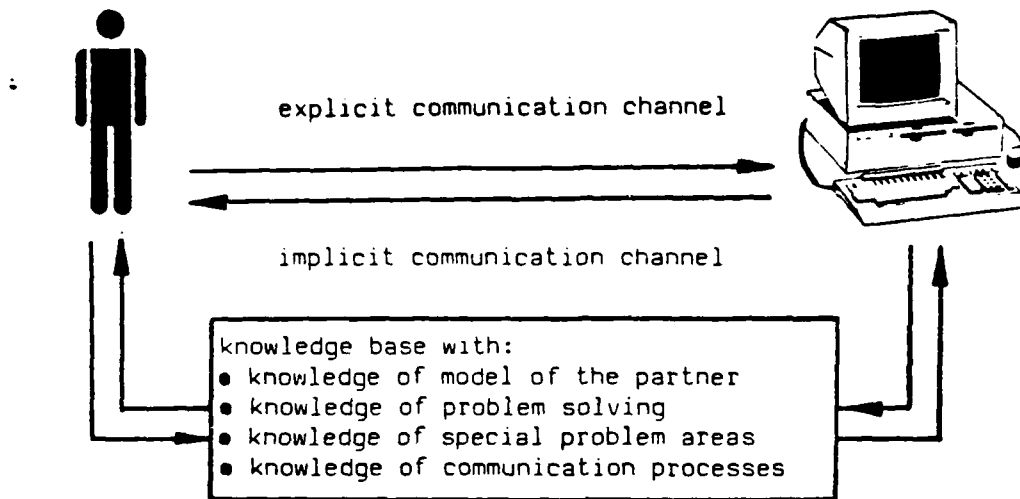 explicit communication channel
implicit communication channel
knowledge base with:
● knowledge of model of the partner
● knowledge of problem solving
● knowledge of special problem areas
● knowledge of communication processes